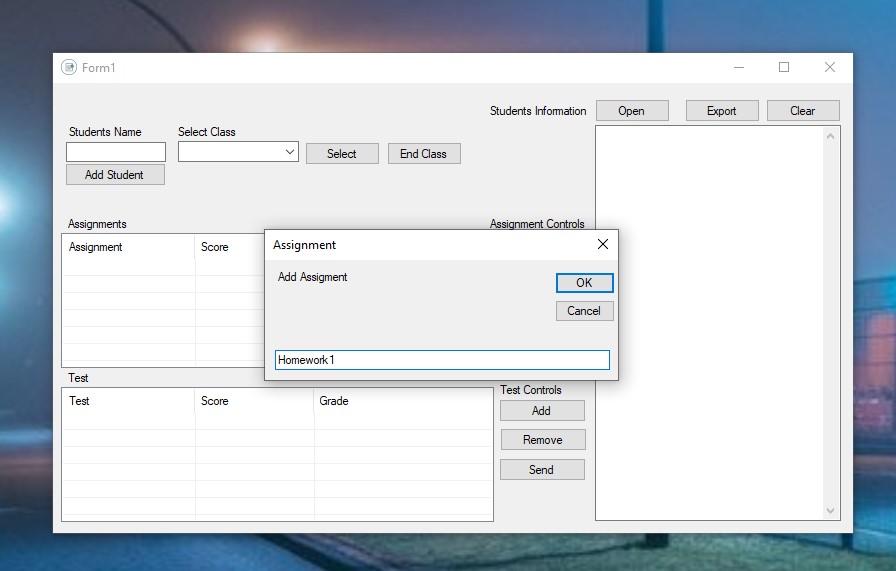 Form1
Students Information
Open
Export
Clear
Students Name
Select Class
Select
End Class
Add Student
Assignments
Assignment Controls
Assignment
Score
Assignment
Add Assigment
OK
Cancel
Homework1
Test
Test Controls
Test
Score
Grade
Add
Remove
Send